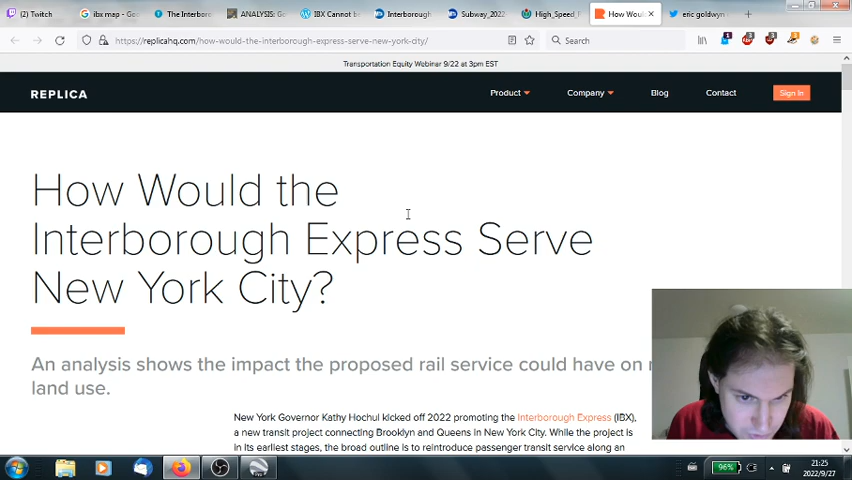 Twitch
ibx map - Go
The Interboro
ANALYSIS: Go
IBX Cannot be
Interborough
Subway_2022
High_Speed_F
How Would
eric goldwyn
https://replicahq.com/how-would-the-interborough-express-serve-new-york-city/
Search
Transportation Equity Webinar 9/22 at 3pm EST
REPLICA
Product
Company
Blog
Contact
Sign In
How Would the
Interborough Express Serve
New York City?
An analysis shows the impact the proposed rail service could have on
land use.
New York Governor Kathy Hochul kicked off 2022 promoting the Interborough Express (IBX),
a new transit project connecting Brooklyn and Queens in New York City. While the project is
in its earliest stages, the broad outline is to reintroduce passenger transit service along an
96%
21:25
2022/9/27